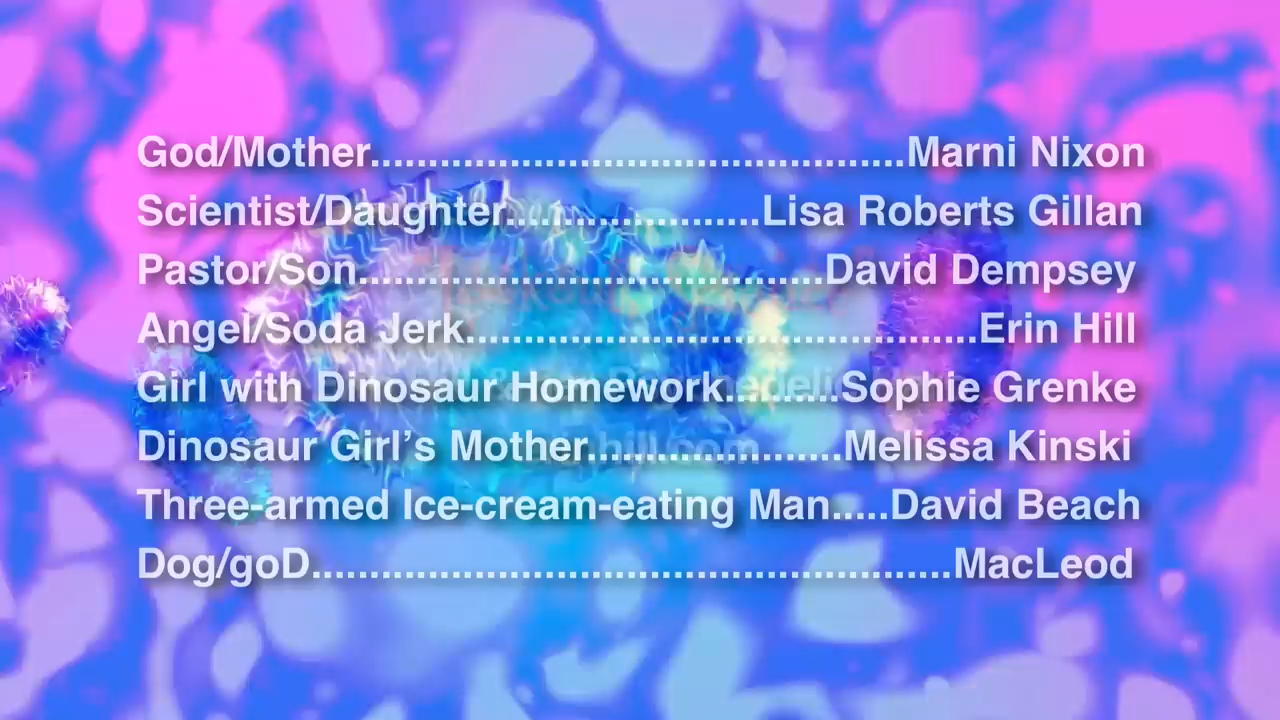 God/Mother............................................Marni Nixon
Scientist/Daughter.....................Lisa Roberts Gillan
Pastor/Son......................................David Dempsey
Angel/Soda Jerk..........................................Erin Hill
Girl with Dinosaur Homework.........Sophie Grenke
Dinosaur Girl’s Mother.....................Melissa Kinski
Three-armed Ice-cream-eating Man.....David Beach
Dog/goD.....................................................MacLeod